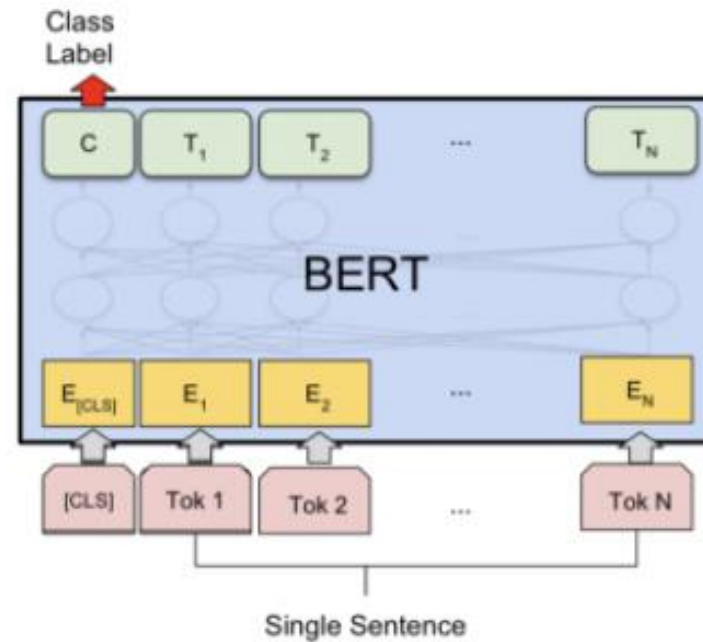 Class
Label
C T1 T2 ... TN
BERT
E[CLS] E1 E2 ... EN
[CLS] Tok 1 Tok 2 ... Tok N
Single Sentence